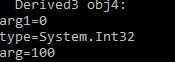 Derived3 obj4:
arg1=0
type=System.Int32
arg=100